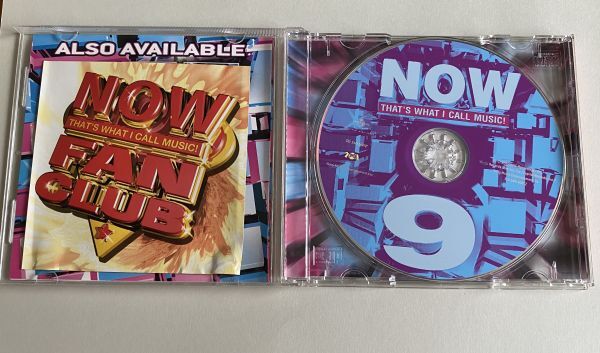 ALSO AVAILABLE:
NOW
THAT'S WHAT I CALL MUSIC!
FAN
CLUB
NOW
THAT'S WHAT I CALL MUSIC!
9